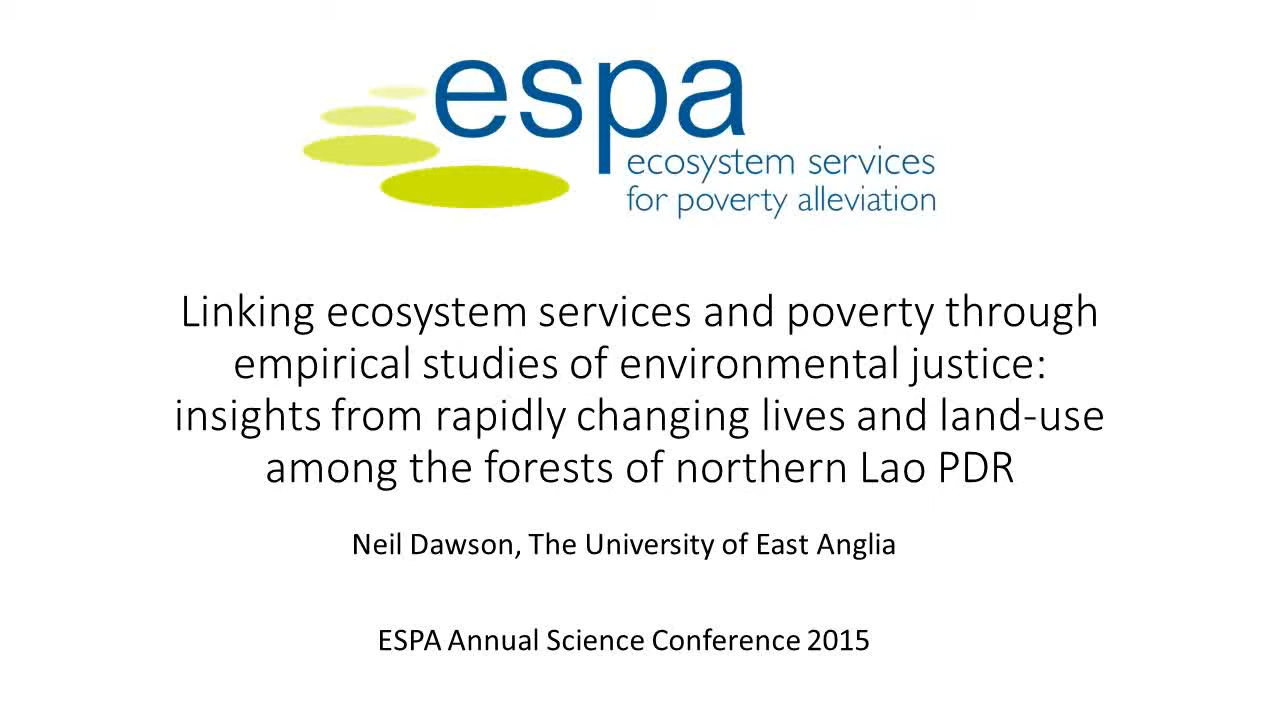 espa
ecosystem services
for poverty alleviation
Linking ecosystem services and poverty through
empirical studies of environmental justice:
insights from rapidly changing lives and land-use
among the forests of northern Lao PDR
Neil Dawson, The University of East Anglia
ESPA Annual Science Conference 2015